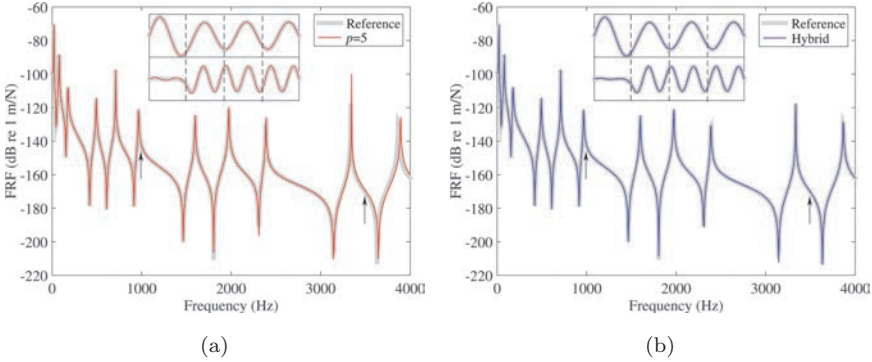 -60
-80
-100
-120
-140
-160
-180
-200
-220
FRF (dB re 1 m/N)
0
1000
2000
3000
4000
Frequency (Hz)
Reference
p=5
(a)
-60
-80
-100
-120
-140
-160
-180
-200
-220
FRF (dB re 1 m/N)
0
1000
2000
3000
4000
Frequency (Hz)
Reference
Hybrid
(b)